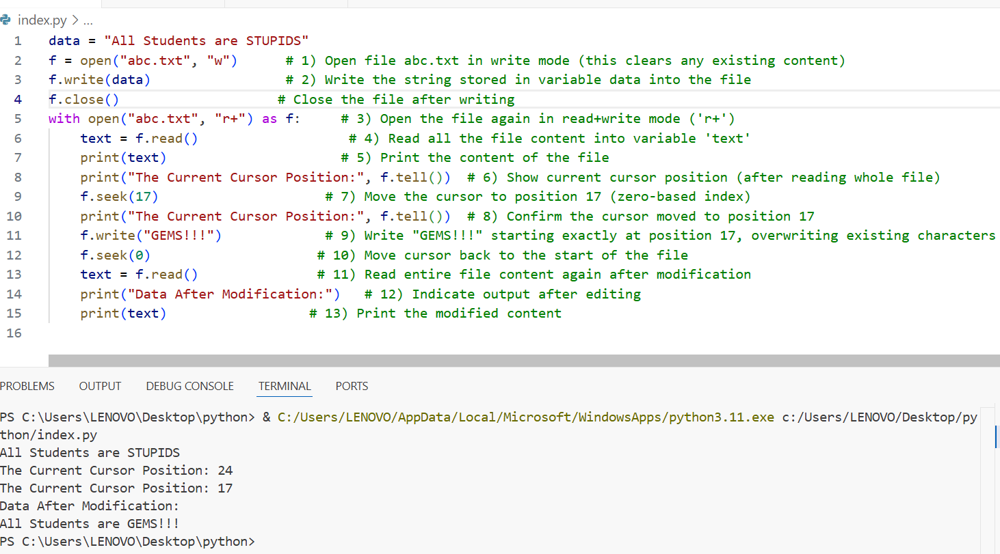 index.py > ...
1 data = "All Students are STUPIDS"
2 f = open("abc.txt", "w")      # 1) Open file abc.txt in write mode (this clears any existing content)
3 f.write(data)                 # 2) Write the string stored in variable data into the file
4 f.close()                    # Close the file after writing
5 with open("abc.txt", "r+") as f:     # 3) Open the file again in read+write mode ('r+')
6     text = f.read()                   # 4) Read all the file content into variable 'text'
7     print(text)                      # 5) Print the content of the file
8     print("The Current Cursor Position:", f.tell())  # 6) Show current cursor position (after reading whole file)
9     f.seek(17)                     # 7) Move the cursor to position 17 (zero-based index)
10     print("The Current Cursor Position:", f.tell())  # 8) Confirm the cursor moved to position 17
11     f.write("GEMS!!!")             # 9) Write "GEMS!!!" starting exactly at position 17, overwriting existing characters
12     f.seek(0)                     # 10) Move cursor back to the start of the file
13     text = f.read()               # 11) Read entire file content again after modification
14     print("Data After Modification:")   # 12) Indicate output after editing
15     print(text)                  # 13) Print the modified content
16
PROBLEMS OUTPUT DEBUG CONSOLE TERMINAL PORTS
PS C:\Users\LENOVO\Desktop\python> & C:/Users/LENOVO/AppData/Local/Microsoft/WindowsApps/python3.11.exe c:/Users/LENOVO/Desktop/py
thon/index.py
All Students are STUPIDS
The Current Cursor Position: 24
The Current Cursor Position: 17
Data After Modification:
All Students are GEMS!!!
PS C:\Users\LENOVO\Desktop\python>